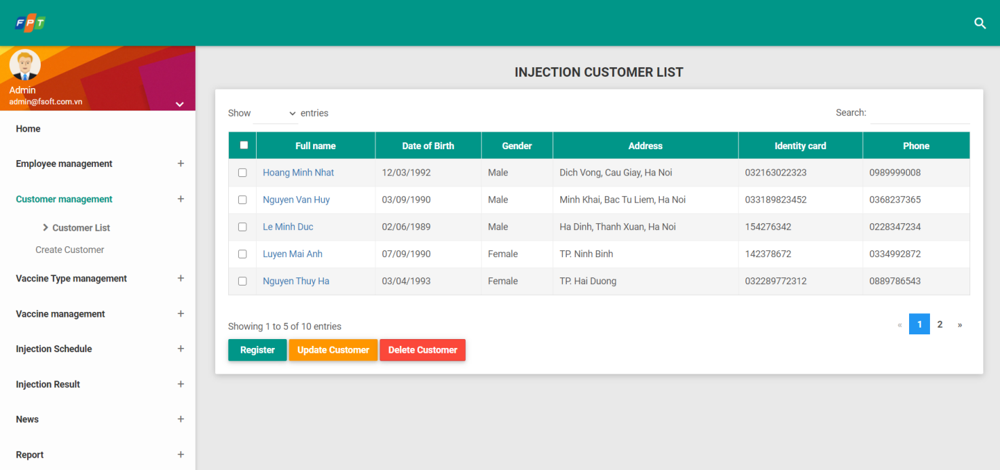 FPT
Admin
admin@fsoft.com.vn
Home
Employee management +
Customer management +
Customer List
Create Customer
Vaccine Type management +
Vaccine management +
Injection Schedule +
Injection Result +
News +
Report +
INJECTION CUSTOMER LIST
Show entries Search:
Full name Date of Birth Gender Address Identity card Phone
Hoang Minh Nhat 12/03/1992 Male Dich Vong, Cau Giay, Ha Noi 032163022323 0989999008
Nguyen Van Huy 03/09/1990 Male Minh Khai, Bac Tu Liem, Ha Noi 033189823452 0368237365
Le Minh Duc 02/06/1989 Male Ha Dinh, Thanh Xuan, Ha Noi 154276342 0228347234
Luyen Mai Anh 07/09/1990 Female TP. Ninh Binh 142378672 0334992872
Nguyen Thuy Ha 03/04/1993 Female TP. Hai Duong 032289772312 0889786543
Showing 1 to 5 of 10 entries « 1 2 »
Register Update Customer Delete Customer